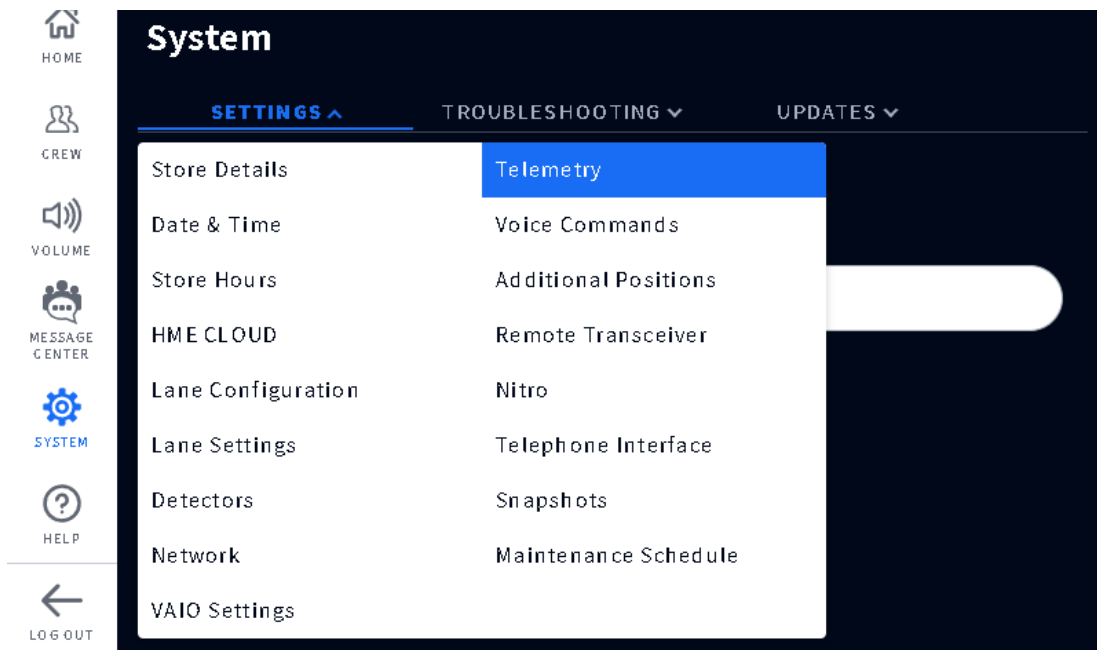 System
HOME
CREW
VOLUME
MESSAGE
CENTER
SYSTEM
HELP
LOG OUT
SETTINGS
TROUBLESHOOTING
UPDATES
Store Details
Date & Time
Store Hours
HME CLOUD
Lane Configuration
Lane Settings
Detectors
Network
VAIO Settings
Telemetry
Voice Commands
Additional Positions
Remote Transceiver
Nitro
Telephone Interface
Snapshots
Maintenance Schedule